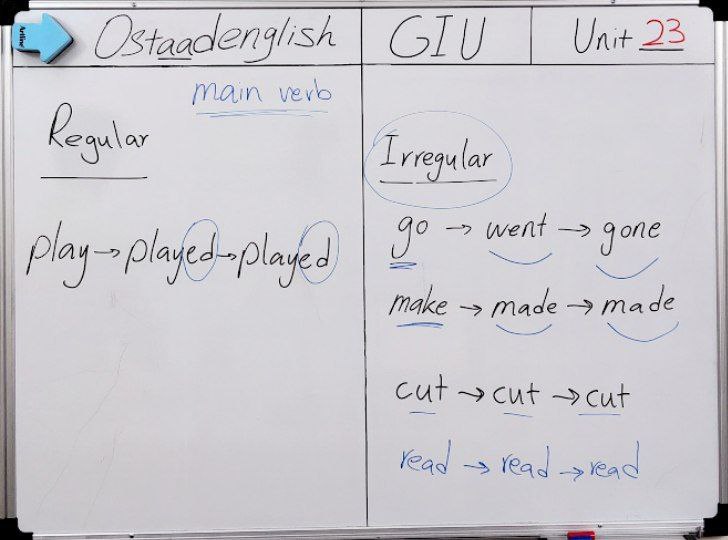 Ostaadenglish
GIU
Unit 23
main verb
Regular
play → played → played
Irregular
go → went → gone
make → made → made
cut → cut → cut
read → read → read